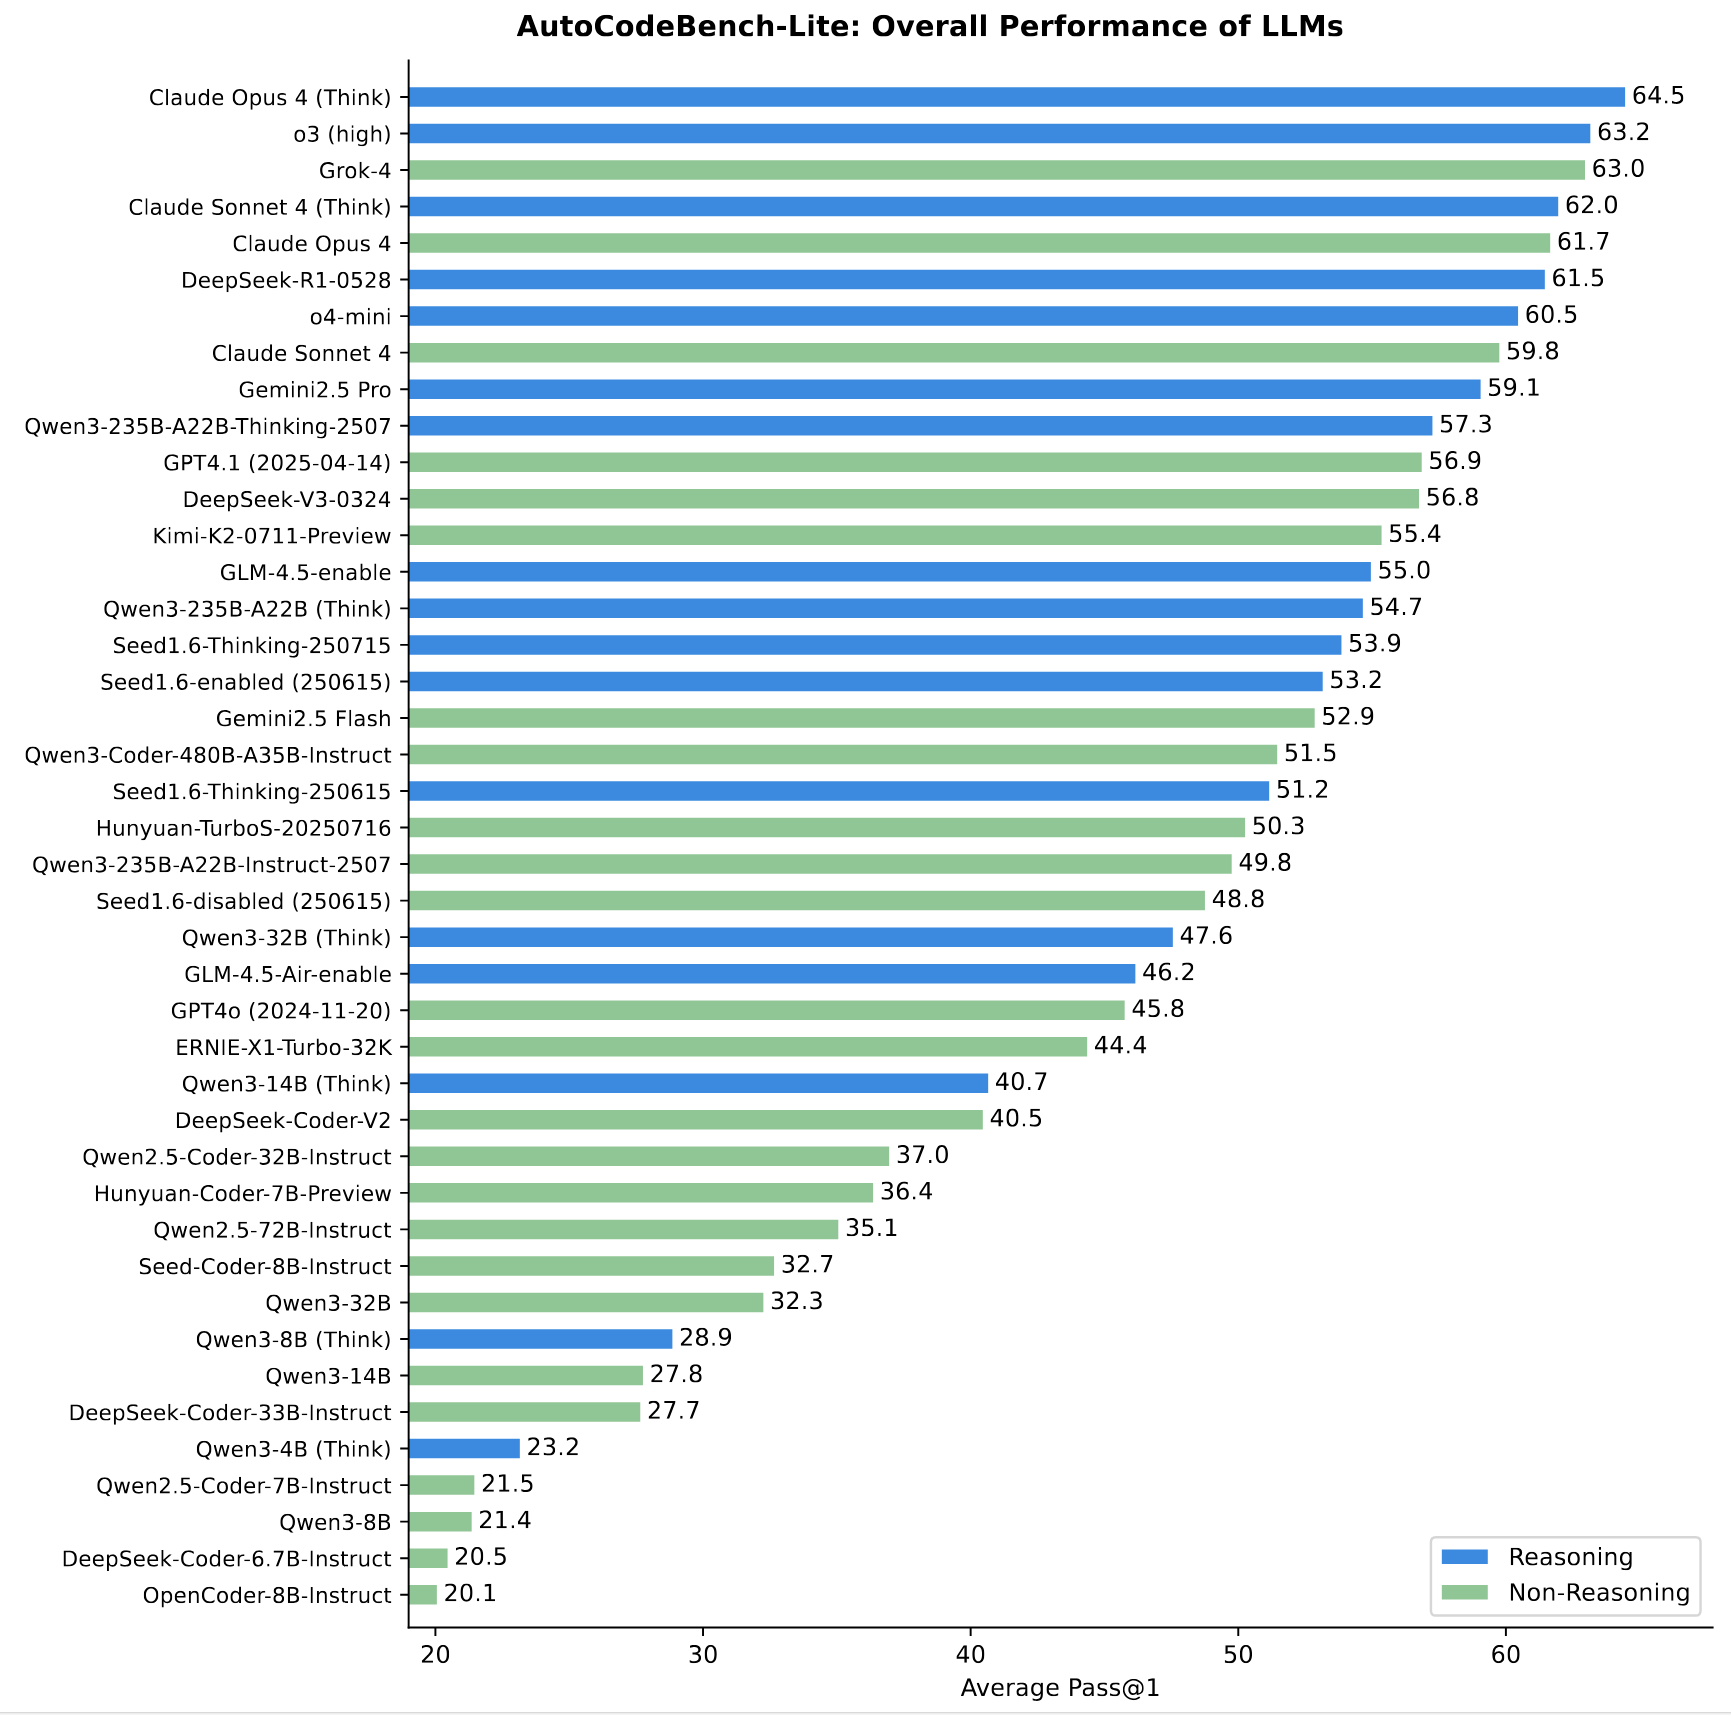 AutoCodeBench-Lite: Overall Performance of LLMs
Claude Opus 4 (Think) 64.5
o3 (high) 63.2
Grok-4 63.0
Claude Sonnet 4 (Think) 62.0
Claude Opus 4 61.7
DeepSeek-R1-0528 61.5
o4-mini 60.5
Claude Sonnet 4 59.8
Gemini2.5 Pro 59.1
Qwen3-235B-A22B-Thinking-2507 57.3
GPT4.1 (2025-04-14) 56.9
DeepSeek-V3-0324 56.8
Kimi-K2-0711-Preview 55.4
GLM-4.5-enable 55.0
Qwen3-235B-A22B (Think) 54.7
Seed1.6-Thinking-250715 53.9
Seed1.6-enabled (250615) 53.2
Gemini2.5 Flash 52.9
Qwen3-Coder-480B-A35B-Instruct 51.5
Seed1.6-Thinking-250615 51.2
Hunyuan-TurboS-20250716 50.3
Qwen3-235B-A22B-Instruct-2507 49.8
Seed1.6-disabled (250615) 48.8
Qwen3-32B (Think) 47.6
GLM-4.5-Air-enable 46.2
GPT4o (2024-11-20) 45.8
ERNIE-X1-Turbo-32K 44.4
Qwen3-14B (Think) 40.7
DeepSeek-Coder-V2 40.5
Qwen2.5-Coder-32B-Instruct 37.0
Hunyuan-Coder-7B-Preview 36.4
Qwen2.5-72B-Instruct 35.1
Seed-Coder-8B-Instruct 32.7
Qwen3-32B 32.3
Qwen3-8B (Think) 28.9
Qwen3-14B 27.8
DeepSeek-Coder-33B-Instruct 27.7
Qwen3-4B (Think) 23.2
Qwen2.5-Coder-7B-Instruct 21.5
Qwen3-8B 21.4
DeepSeek-Coder-6.7B-Instruct 20.5
OpenCoder-8B-Instruct 20.1
Reasoning
Non-Reasoning
20 30 40 50 60
Average Pass@1